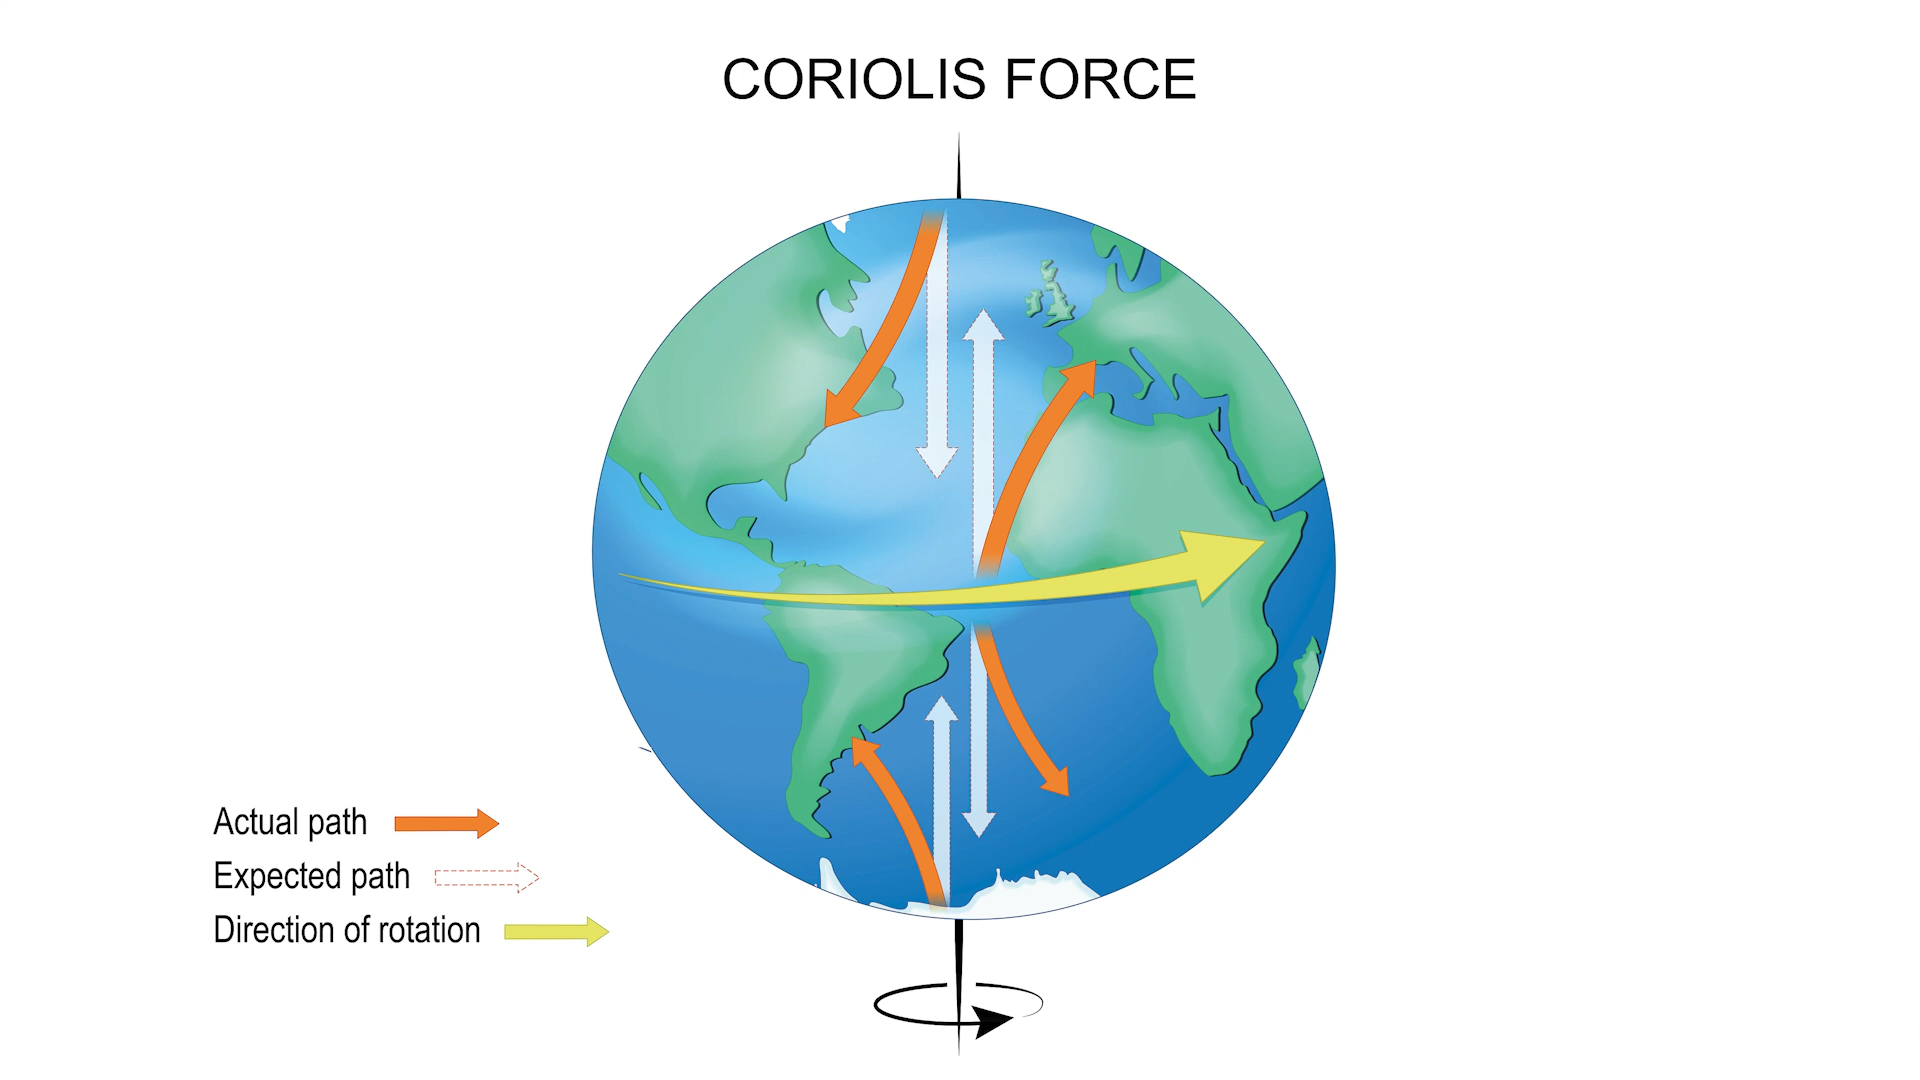 CORIOLIS FORCE
Actual path
Expected path
Direction of rotation